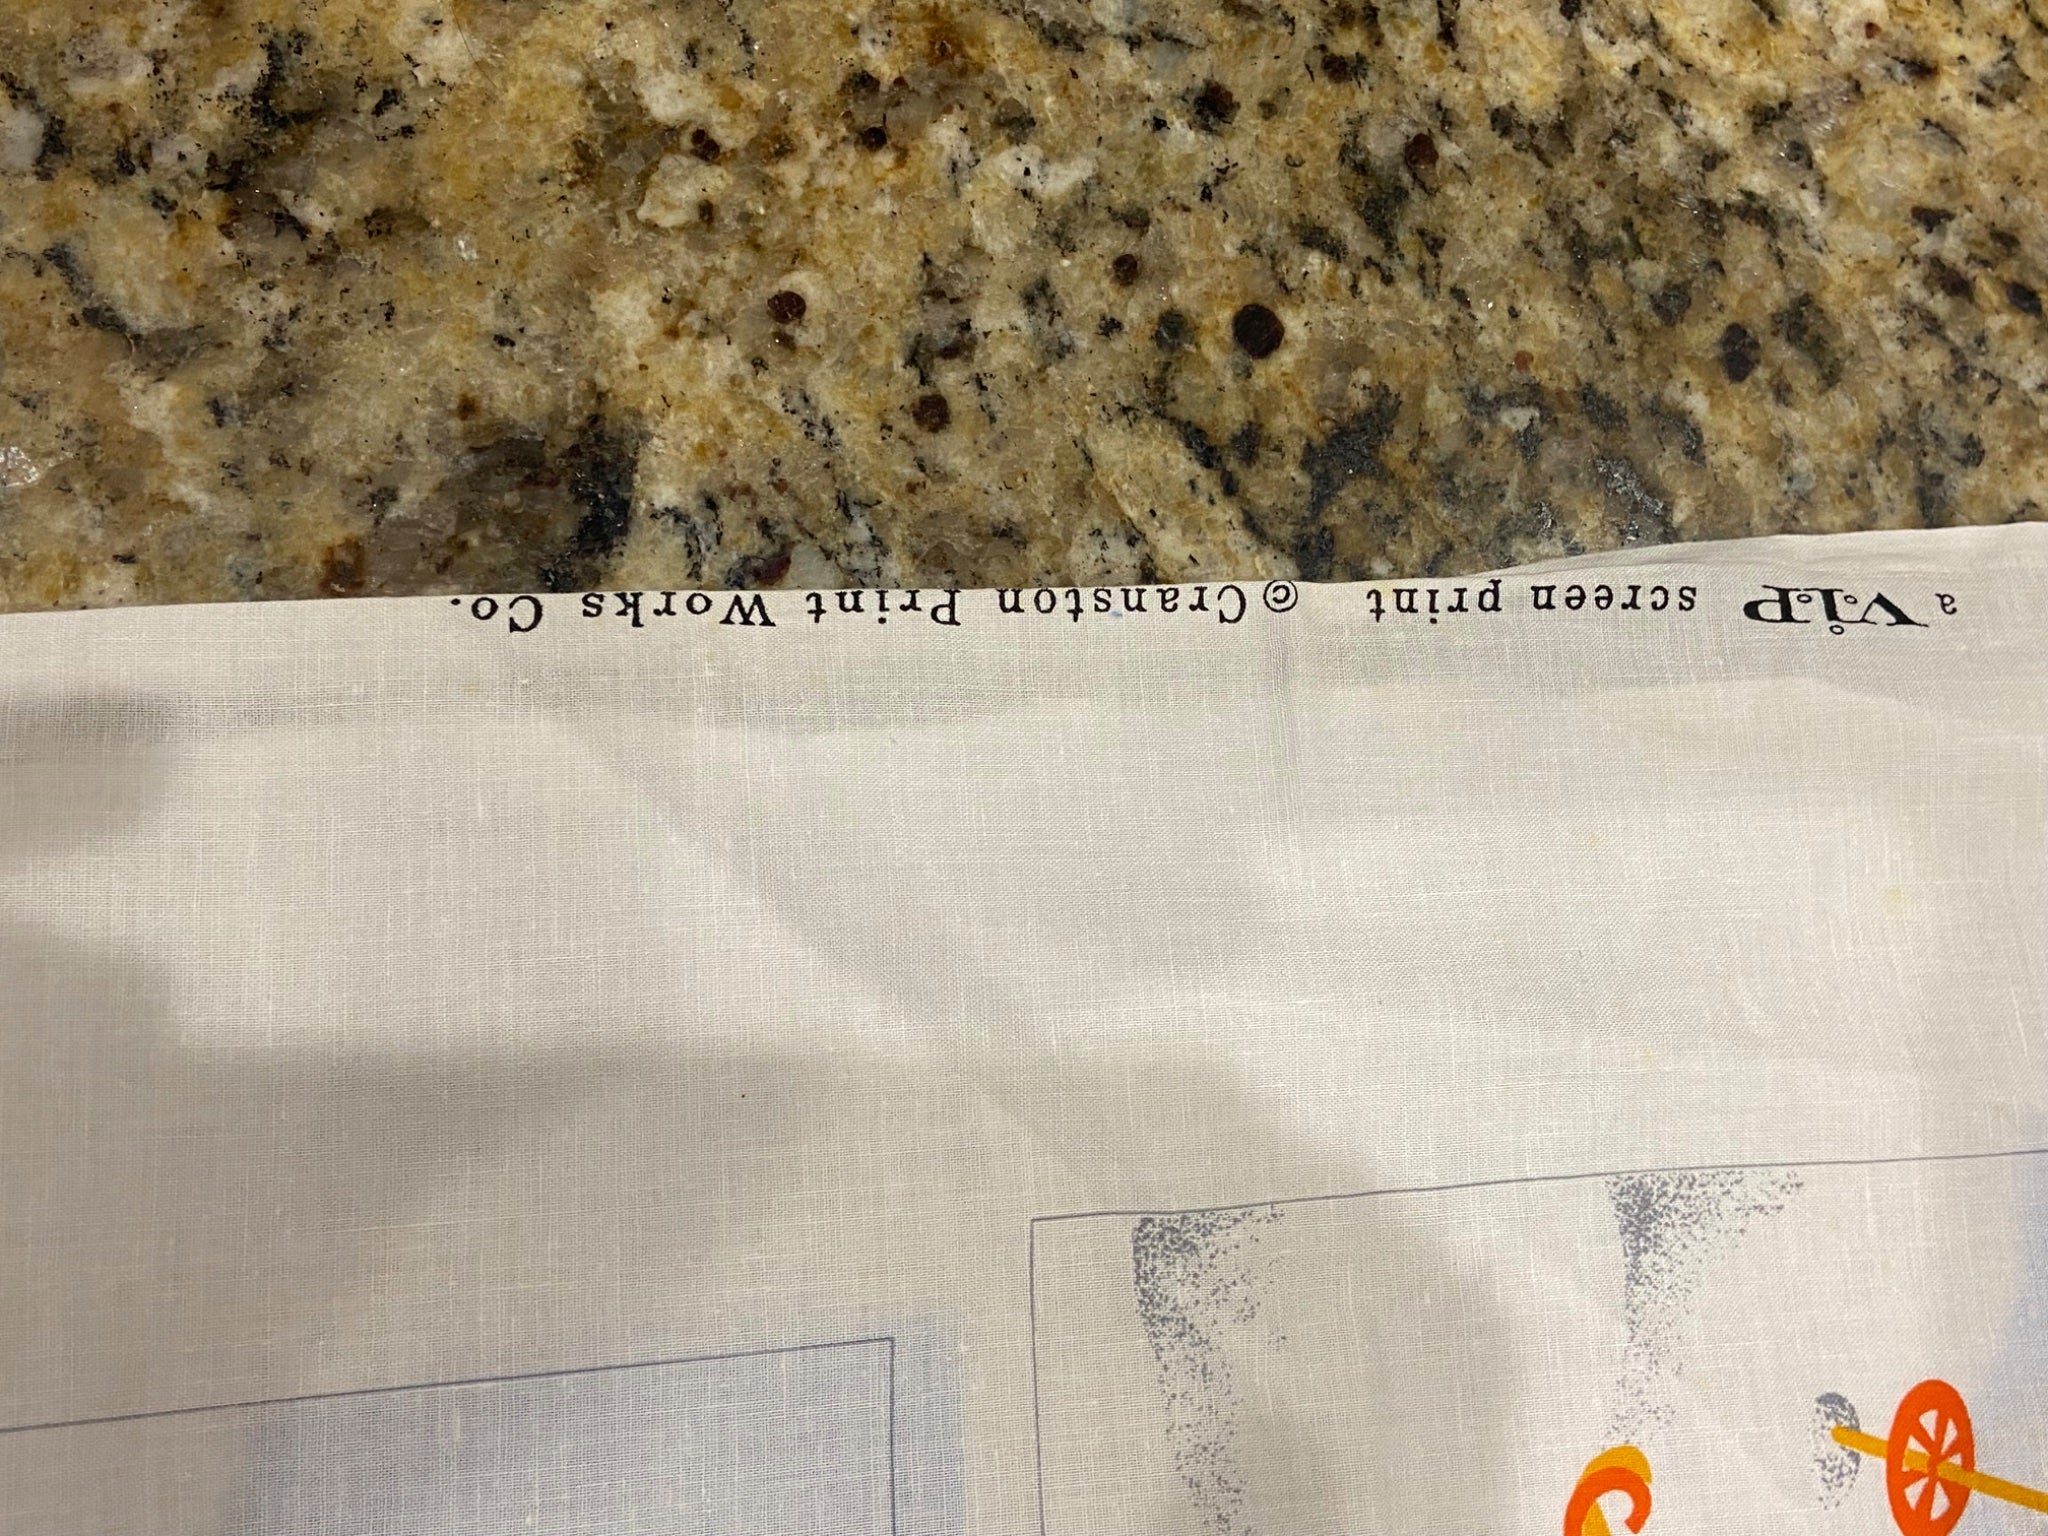 a V.I.P screen print ©Cranston Print Works Co.